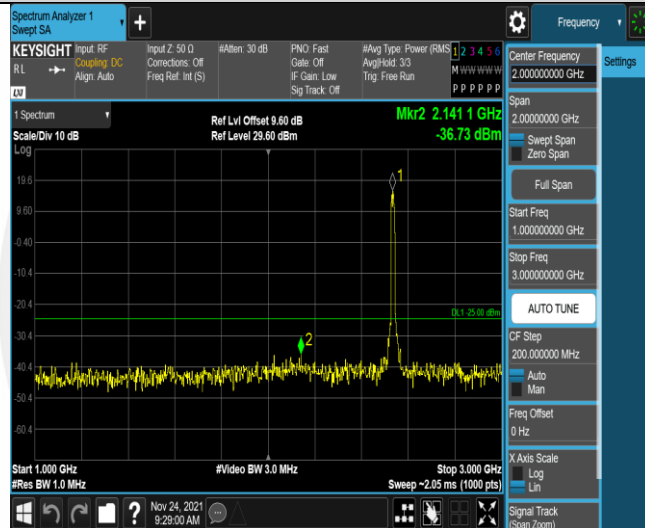 Spectrum Analyzer 1
Swept SA
+
Frequency
KEYSIGHT
RL
LXI
Input: RF
Coupling: DC
Align: Auto
Input Z: 50 Ω
Corrections: Off
Freq Ref: Int (S)
#Atten: 30 dB
PNO: Fast
Gate: Off
IF Gain: Low
Sig Track: Off
#Avg Type: Power (RMS
Avg|Hold: 3/3
Trig: Free Run
1 2 3 4 5 6
M W W W W W
P P P P P P
Settings
1 Spectrum
Scale/Div 10 dB
Log
Ref Lvl Offset 9.60 dB
Ref Level 29.60 dBm
Mkr2 2.141 1 GHz
-36.73 dBm
19.6
9.60
-0.40
-10.4
-20.4
-30.4
-40.4
-50.4
-60.4
1
2
DL1 -25.00 dBm
Start 1.000 GHz
#Res BW 1.0 MHz
#Video BW 3.0 MHz
Stop 3.000 GHz
Sweep ~2.05 ms (1000 pts)
Center Frequency
2.000000000 GHz
Span
2.00000000 GHz
Swept Span
Zero Span
Full Span
Start Freq
1.000000000 GHz
Stop Freq
3.000000000 GHz
AUTO TUNE
CF Step
200.000000 MHz
Auto
Man
Freq Offset
0 Hz
X Axis Scale
Log
Lin
Signal Track
(Span Zoom)
?
Nov 24, 2021
9:29:00 AM